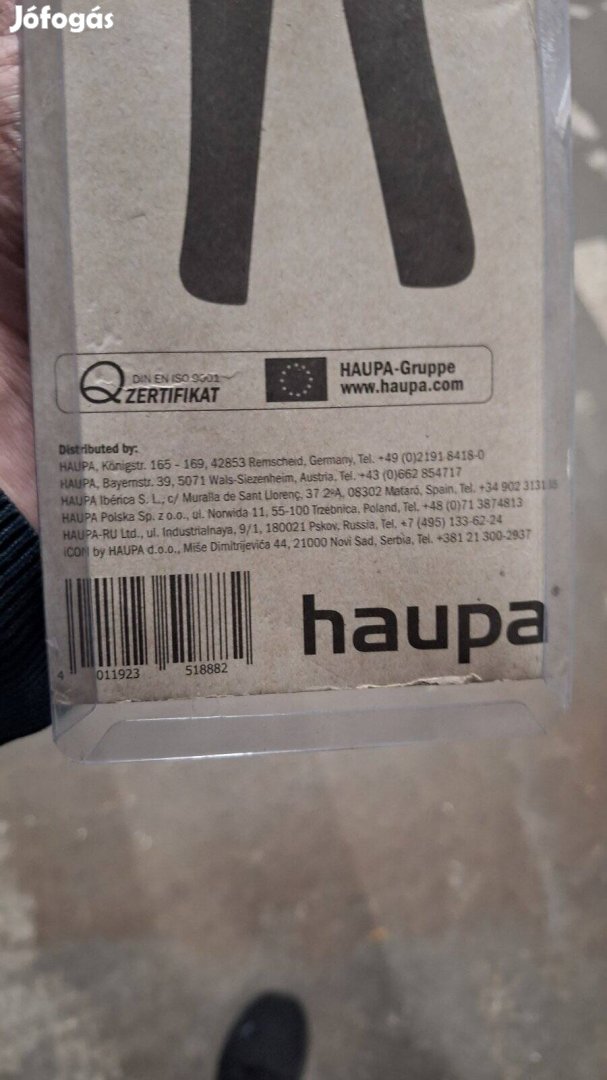 Jófogás
DIN EN ISO 9001
ZERTIFIKAT
HAUPA-Gruppe
www.haupa.com
Distributed by:
HAUPA, Königstr. 165 - 169, 42853 Remscheid, Germany, Tel. +49 (0)2191 8418-0
HAUPA, Bayernstr. 39, 5071 Wals-Siezenheim, Austria, Tel. +43 (0)662 854717
HAUPA Ibérica S. L., c/ Muralla de Sant Llorenç, 37 2ºA, 08302 Mataró, Spain, Tel. +34 902 313138
HAUPA Polska Sp. z o.o., ul. Norwida 11, 55-100 Trzebnica, Poland, Tel. +48 (0)71 3874813
HAUPA-RU Ltd., ul. Industrialnaya, 9/1, 180021 Pskov, Russia, Tel. +7 (495) 133-62-24
iCON by HAUPA d.o.o., Miše Dimitrijevića 44, 21000 Novi Sad, Serbia, Tel. +381 21 300-2937
haupa
4 011923 518882